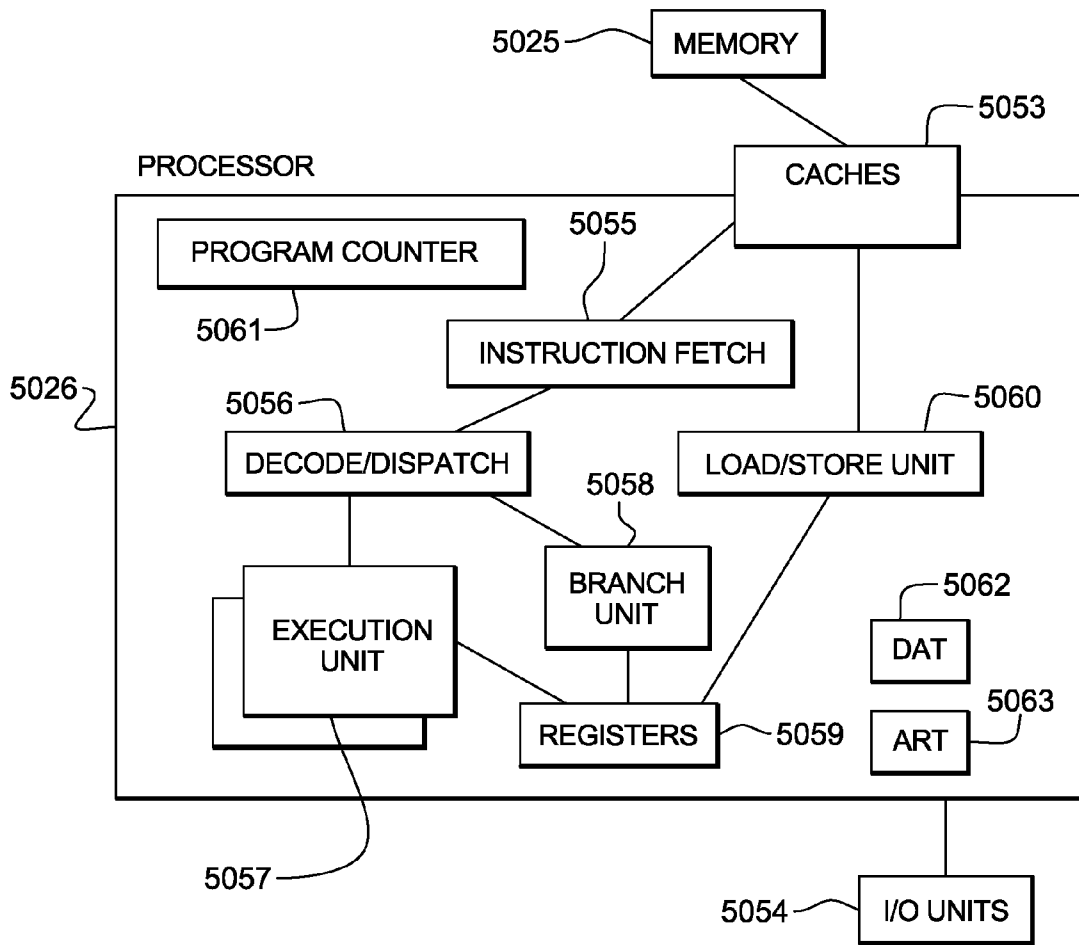 5025
MEMORY
5053
CACHES
PROCESSOR
PROGRAM COUNTER
5055
5061
INSTRUCTION FETCH
5026
5056
5060
DECODE/DISPATCH
LOAD/STORE UNIT
5058
BRANCH
UNIT
5062
EXECUTION
UNIT
DAT
5063
REGISTERS
5059
ART
5057
5054
I/O UNITS